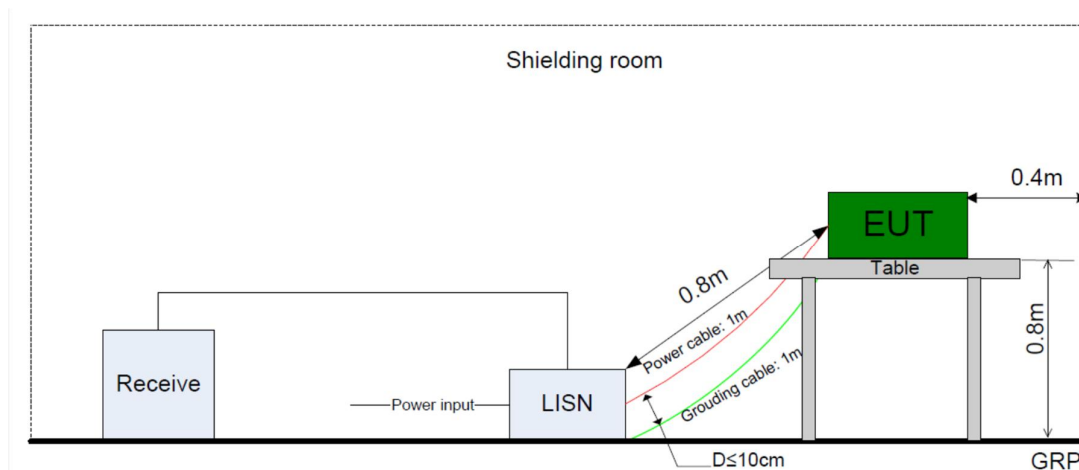 Shielding room
0.4m
EUT
Table
0.8m
0.8m
Power cable: 1m
Grouding cable: 1m
Receive
Power input
LISN
D≤10cm
GRP